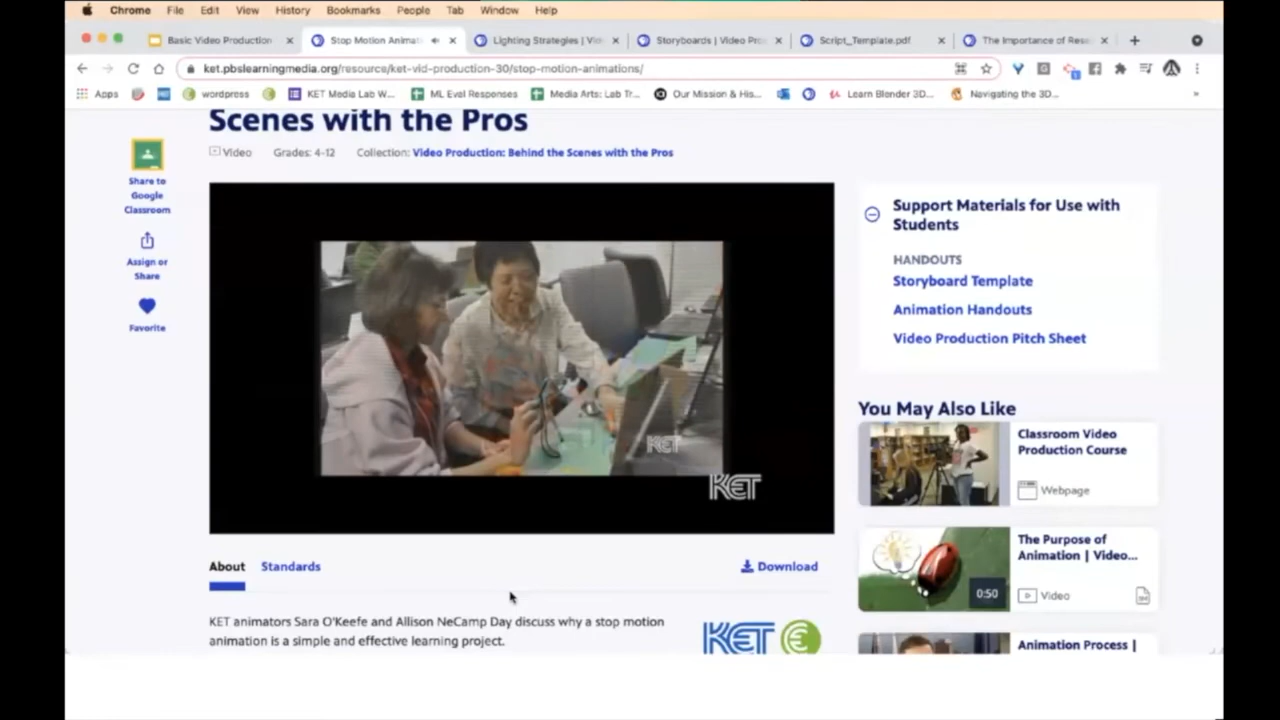 Chrome File Edit View History Bookmarks People Tab Window Help
Basic Video Production
Stop Motion Animat
Lighting Strategies | Vi
Storyboards | Video Pro
Script_Template.pdf
The Importance of Rese
ket.pbslearningmedia.org/resource/ket-vid-production-30/stop-motion-animations/
Apps wordpress KET Media Lab W... ML Eval Responses Media Arts: Lab Tr... Our Mission & His... Learn Blender 3D... Navigating the 3D...
Scenes with the Pros
Video Grades: 4-12 Collection: Video Production: Behind the Scenes with the Pros
Share to
Google
Classroom
Assign or
Share
Favorite
KET
KET
Support Materials for Use with
Students
HANDOUTS
Storyboard Template
Animation Handouts
Video Production Pitch Sheet
You May Also Like
Classroom Video
Production Course
Webpage
The Purpose of
Animation | Video...
0:50
Video
Animation Process |
About Standards
Download
KET animators Sara O'Keefe and Allison NeCamp Day discuss why a stop motion
animation is a simple and effective learning project.
KET